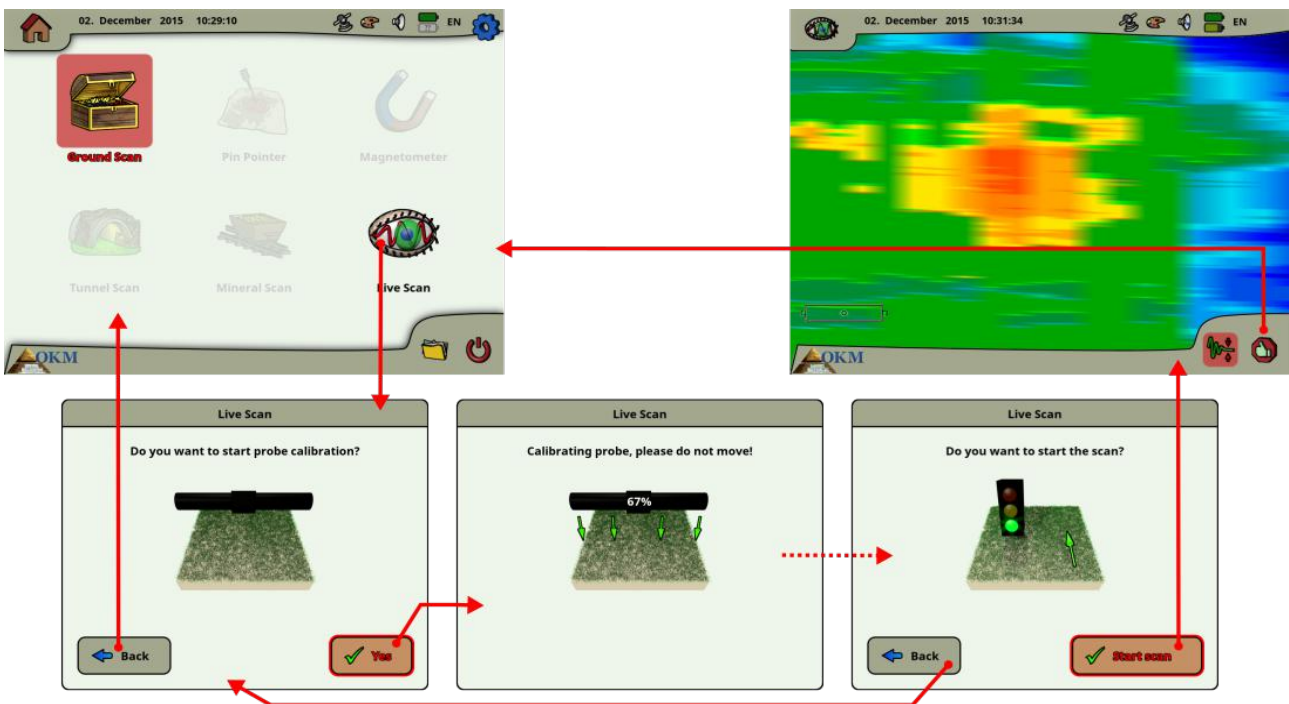 02. December 2015 10:29:10
EN
Ground Scan
Pin Pointer
Magnetometer
Tunnel Scan
Mineral Scan
Live Scan
OKM
02. December 2015 10:31:34
EN
Live Scan
Do you want to start probe calibration?
Back
Yes
Live Scan
Calibrating probe, please do not move!
67%
Live Scan
Do you want to start the scan?
Back
Start scan